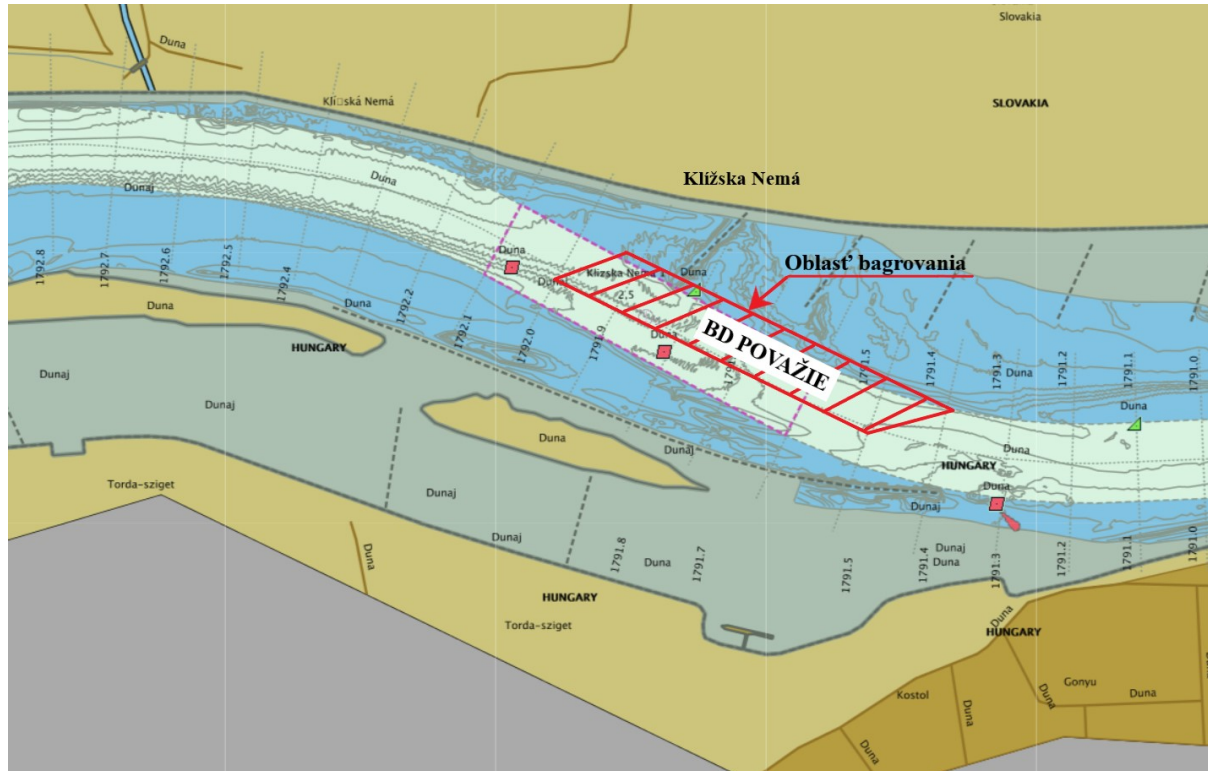 Slovakia
Duna
Klížská Nemá
SLOVAKIA
Duna
Dunaj
Klížska Nemá
1792.8
1792.7
1792.6
1792.5
1792.4
1792.2
1792.1
1792.0
1791.9
Duna
Dunaj
Klízska Nemá 1
2.5
Duna
Oblasť bagrovania
BD POVAŽIE
Duna
1791.5
1791.4
1791.3
1791.2
1791.1
1791.0
Duna
Duna
Duna
Duna
HUNGARY
Dunaj
Dunaj
Duna
Dunaj
Duna
HUNGARY
Duna
Dunaj
Torda-sziget
Dunaj
Dunaj
Duna
1791.8
1791.7
Duna
1791.5
1791.4
1791.3
1791.2
1791.1
1791.0
Dunaj
Duna
HUNGARY
Torda-sziget
Duna
HUNGARY
Kostol
Duna
Duna
Gonyu
Duna
Duna